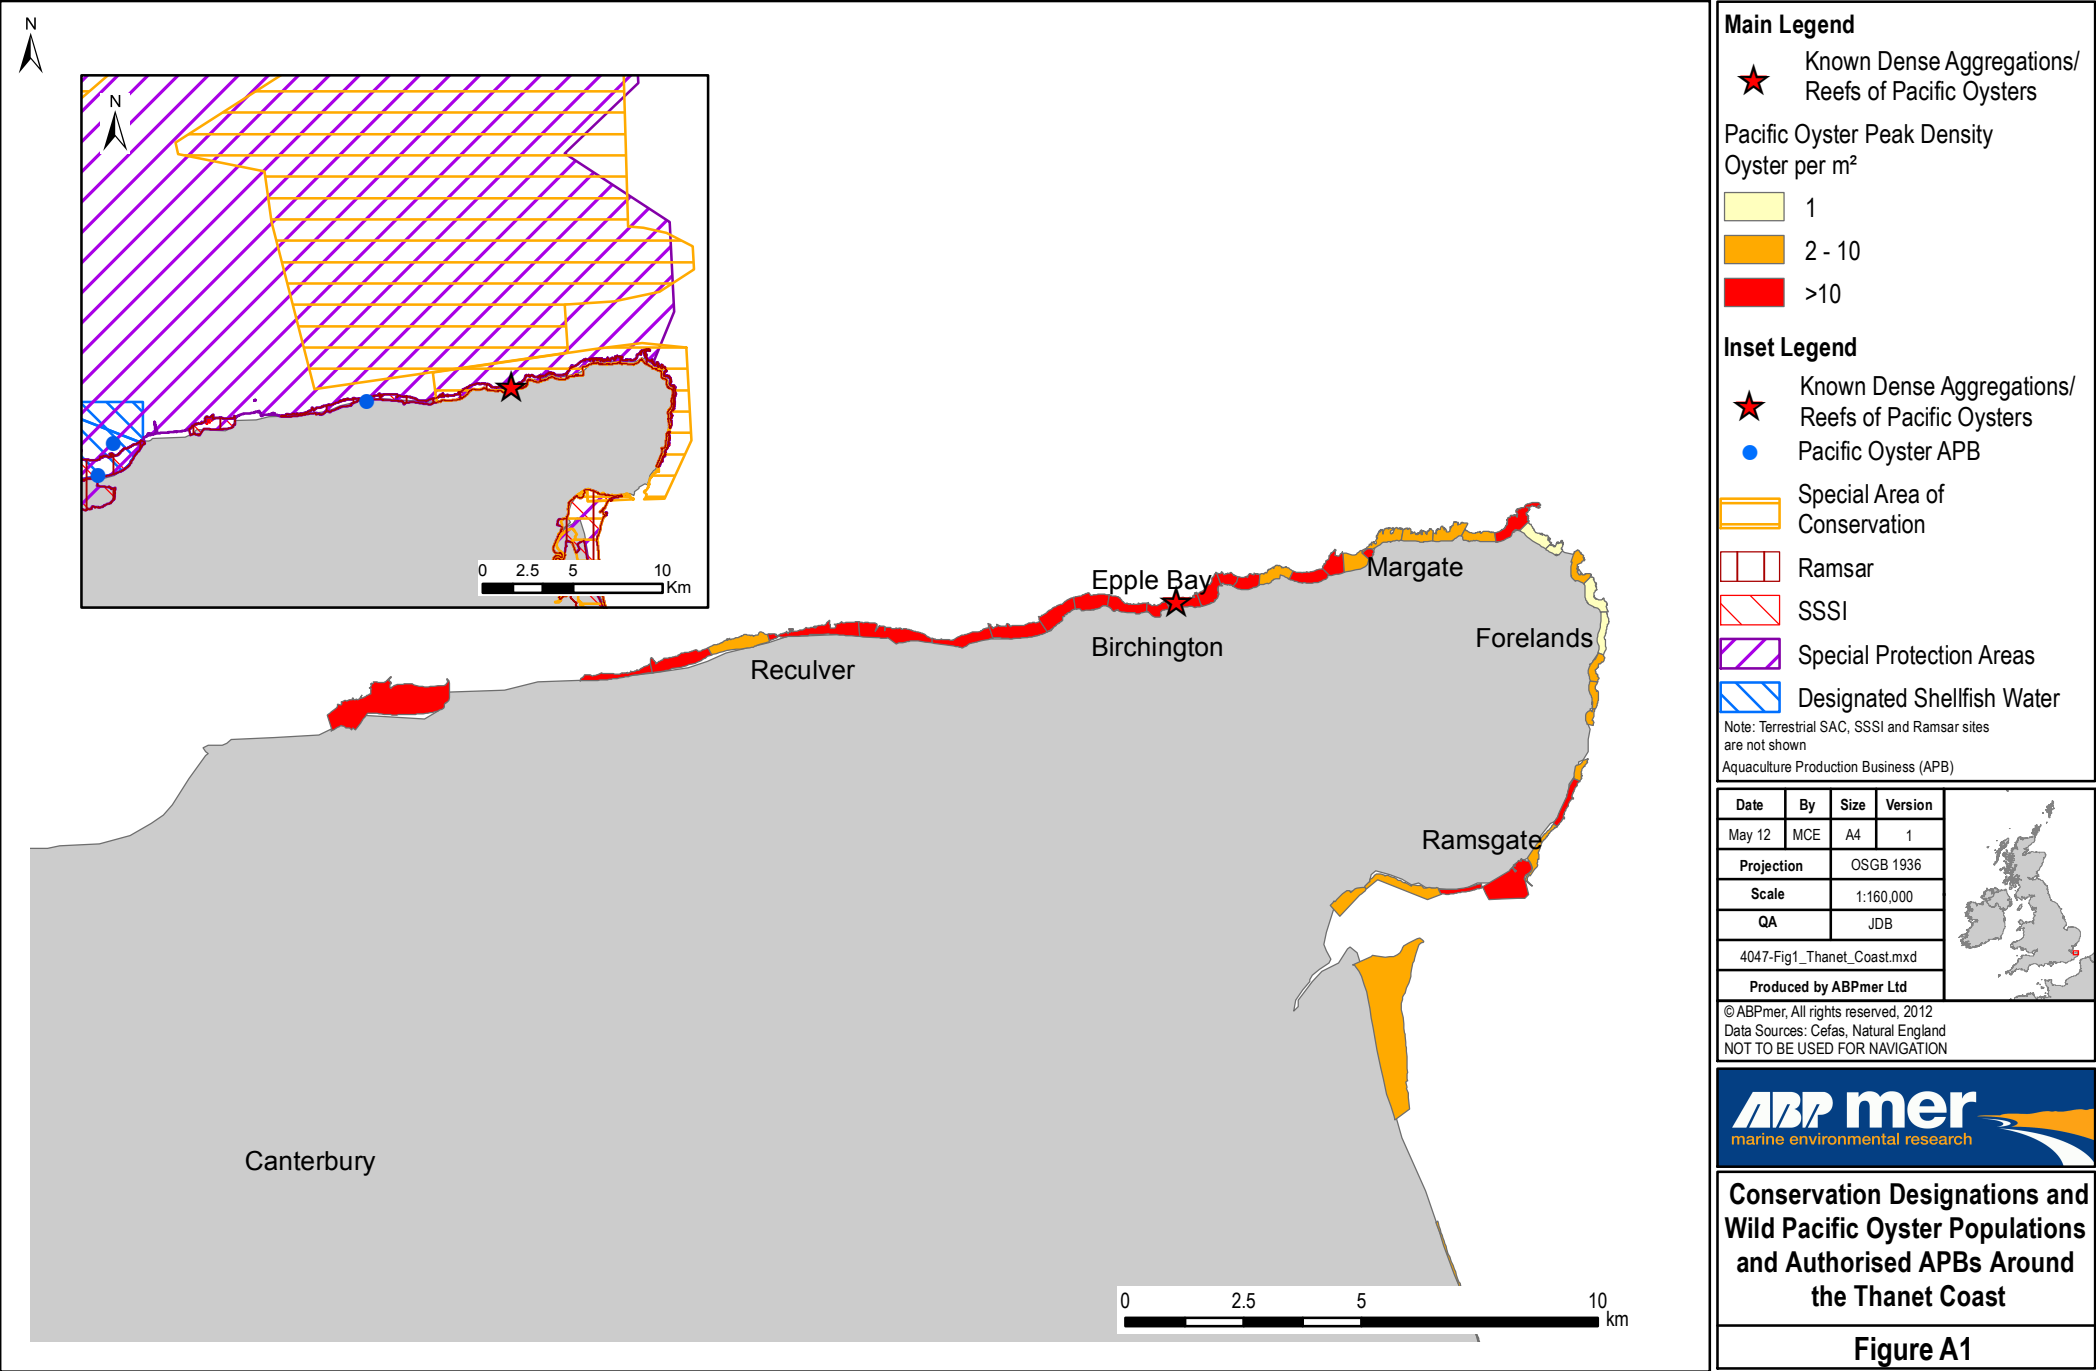 N
N
0 2.5 5 10
Km
Epple Bay
Margate
Birchington
Forelands
Reculver
Ramsgate
Canterbury
0 2.5 5 10
km
Main Legend
Known Dense Aggregations/
Reefs of Pacific Oysters
Pacific Oyster Peak Density
Oyster per m²
1
2 - 10
>10
Inset Legend
Known Dense Aggregations/
Reefs of Pacific Oysters
Pacific Oyster APB
Special Area of
Conservation
Ramsar
SSSI
Special Protection Areas
Designated Shellfish Water
Note: Terrestrial SAC, SSSI and Ramsar sites
are not shown
Aquaculture Production Business (APB)
Date By Size Version
May 12 MCE A4 1
Projection OSGB 1936
Scale 1:160,000
QA JDB
4047-Fig1_Thanet_Coast.mxd
Produced by ABPmer Ltd
© ABPmer, All rights reserved, 2012
Data Sources: Cefas, Natural England
NOT TO BE USED FOR NAVIGATION
ABP mer
marine environmental research
Conservation Designations and
Wild Pacific Oyster Populations
and Authorised APBs Around
the Thanet Coast
Figure A1